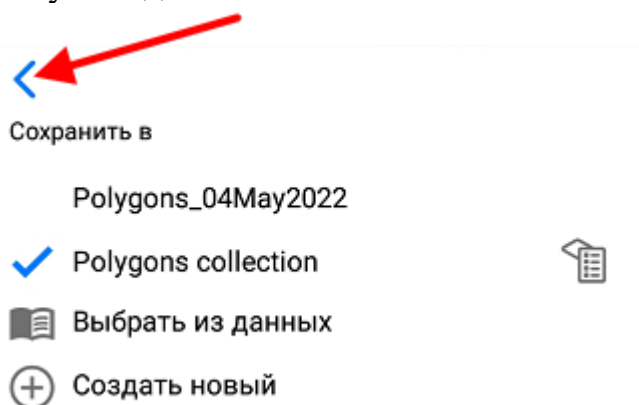 Сохранить в
Polygons_04May2022
Polygons collection
Выбрать из данных
Создать новый